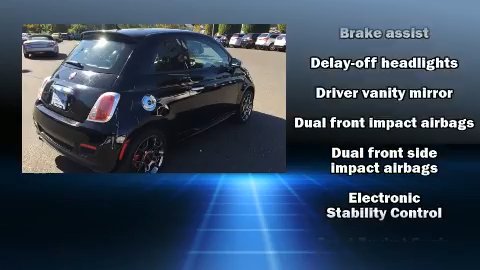 Brake assist
Delay-off headlights
Driver vanity mirror
Dual front impact airbags
Dual front side
impact airbags
Electronic
Stability Control